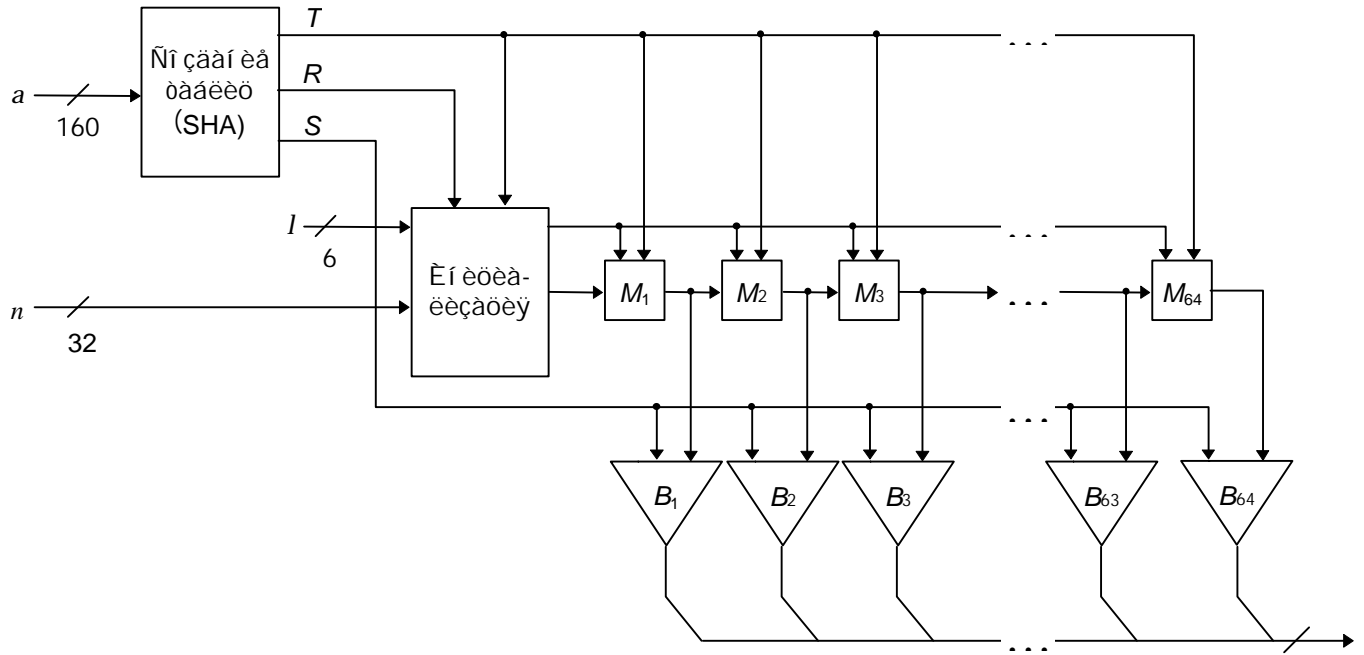 T
Ñî çäàí èå
òàáëèö
(SHA)
R
a
160
S
l
6
Èí èöèà-
ëèçàöèÿ
n
32
M1
M2
M3
. . .
M64
. . .
. . .
. . .
B1
B2
B3
B63
B64
. . .